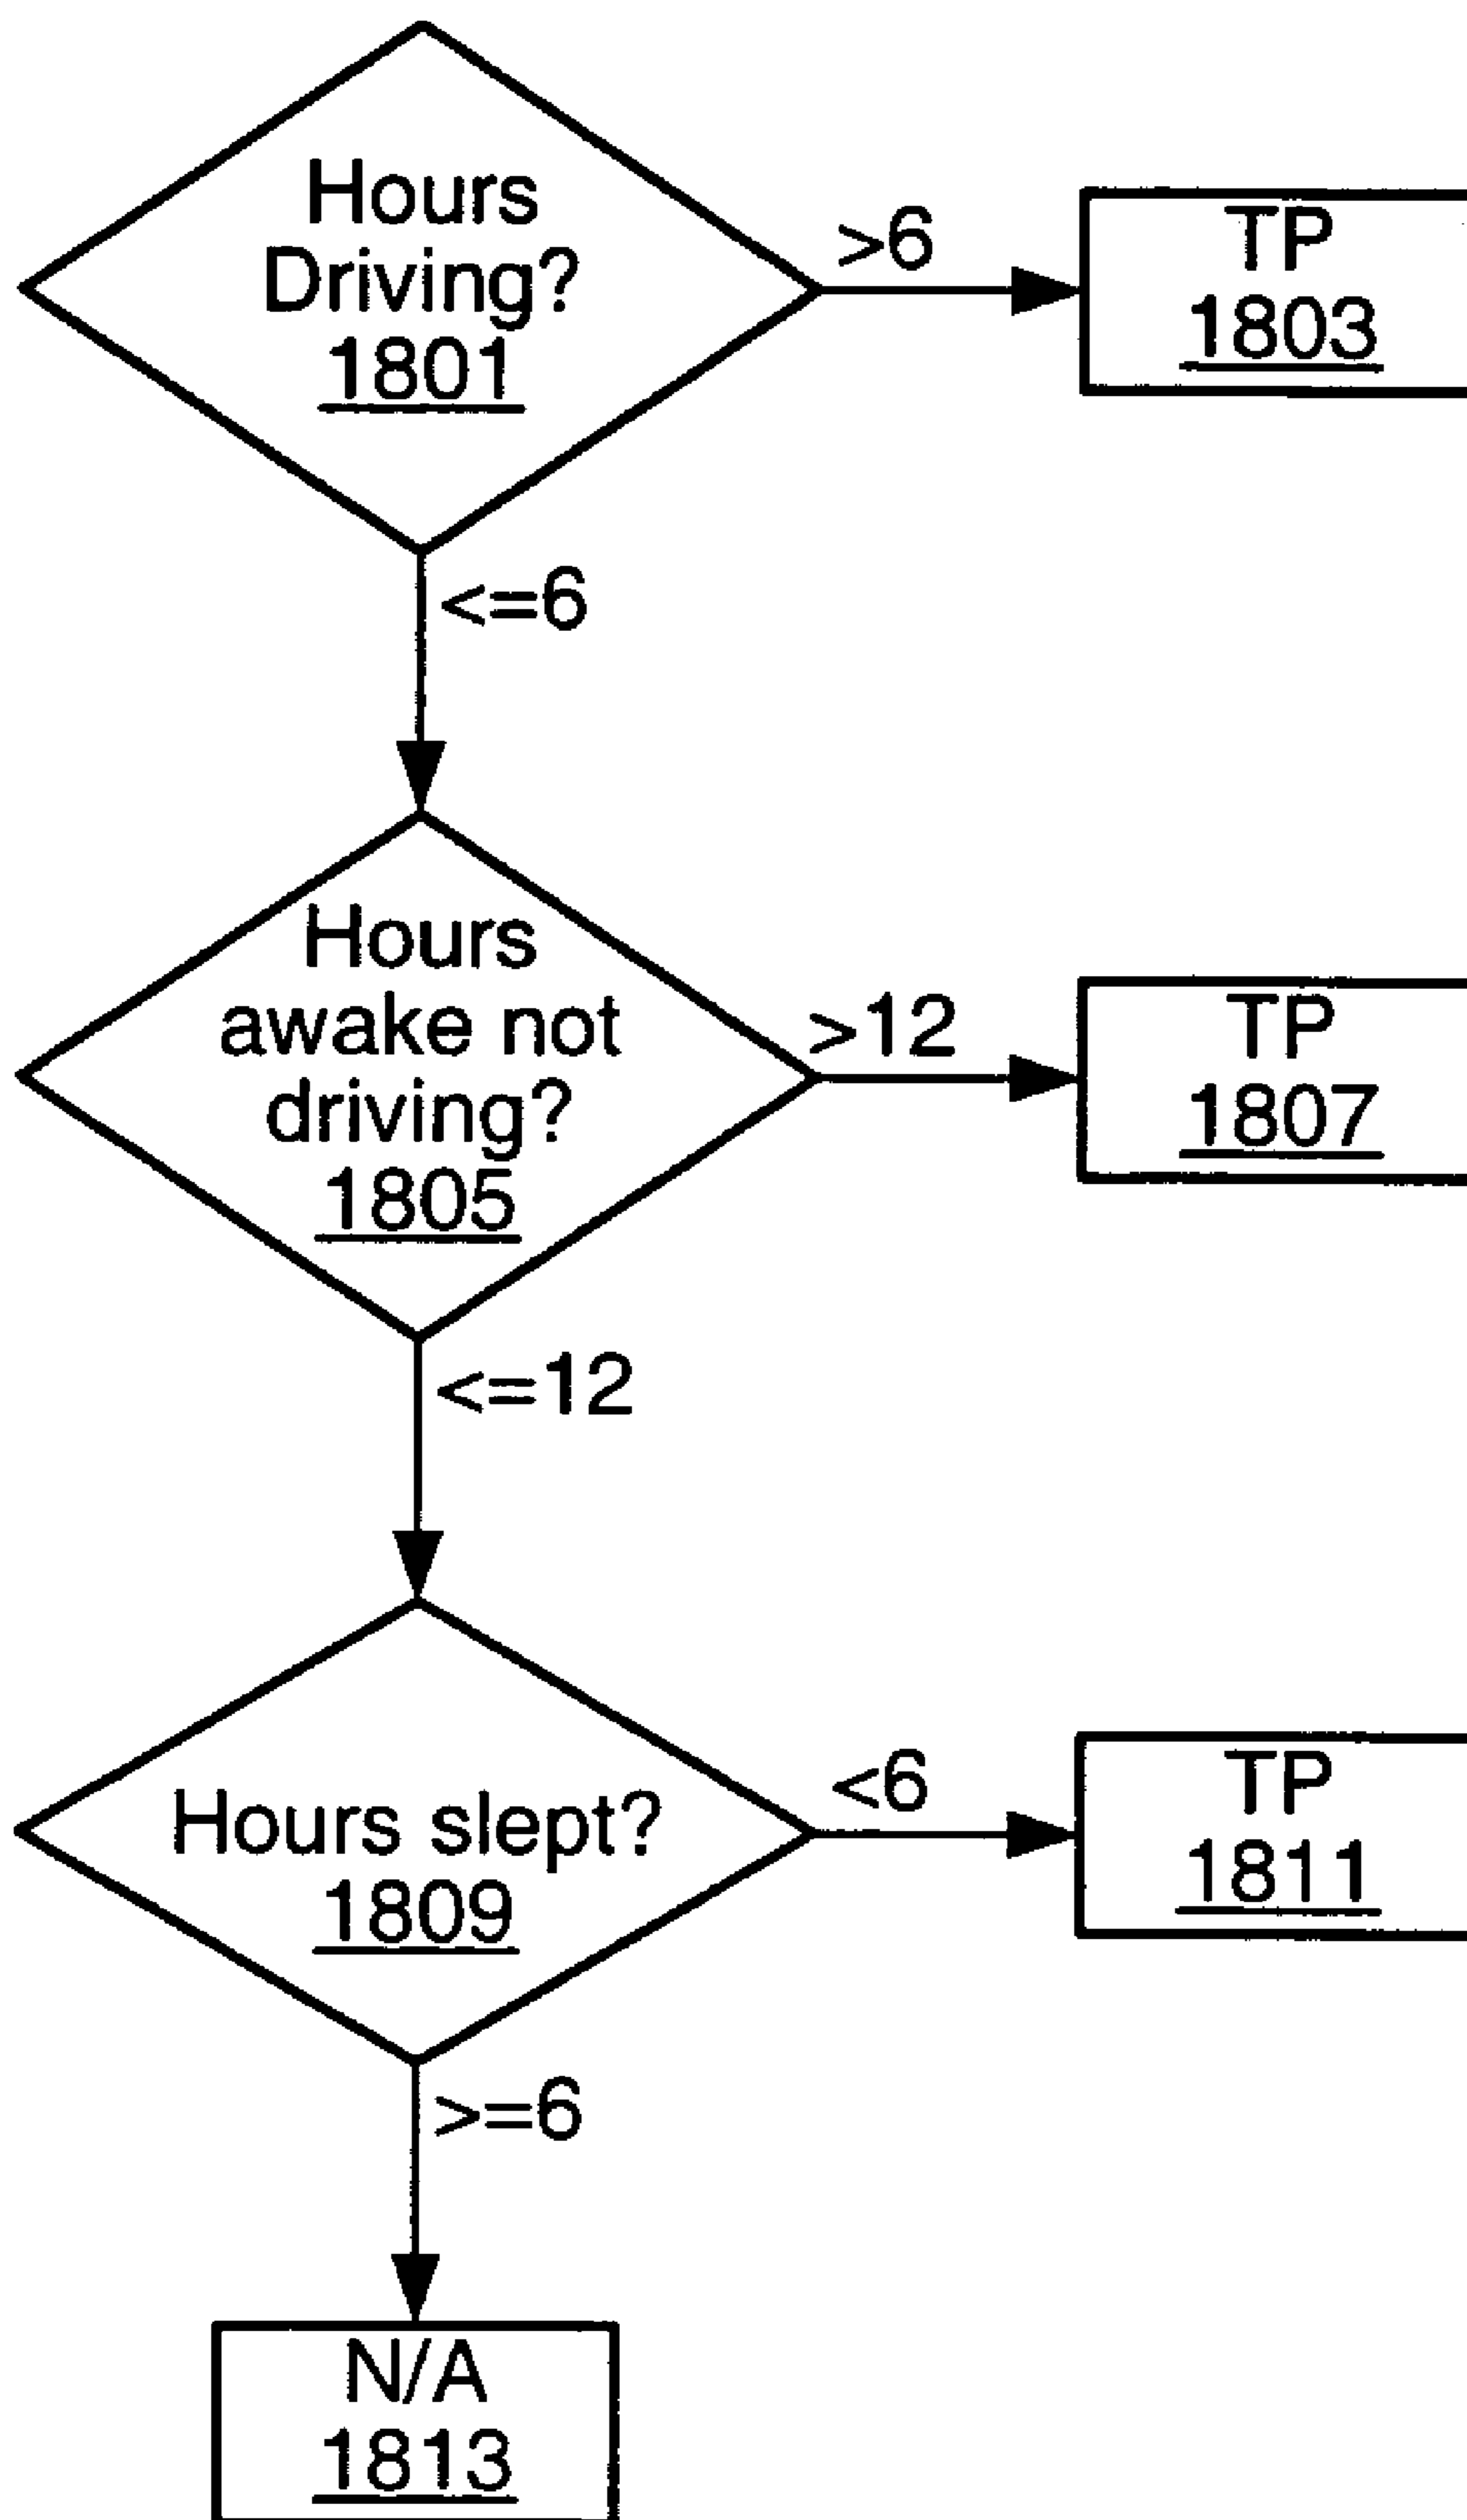 Hours
Driving?
1801
>6
TP
1803
<=6
Hours
awake not
driving?
1805
>12
TP
1807
<=12
Hours slept?
1809
<6
TP
1811
>=6
N/A
1813